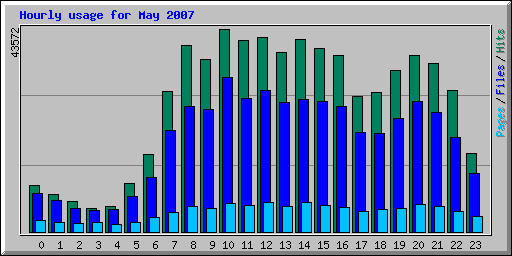 Hourly usage for May 2007
43572
Pages / Files / Hits
0 1 2 3 4 5 6 7 8 9 10 11 12 13 14 15 16 17 18 19 20 21 22 23